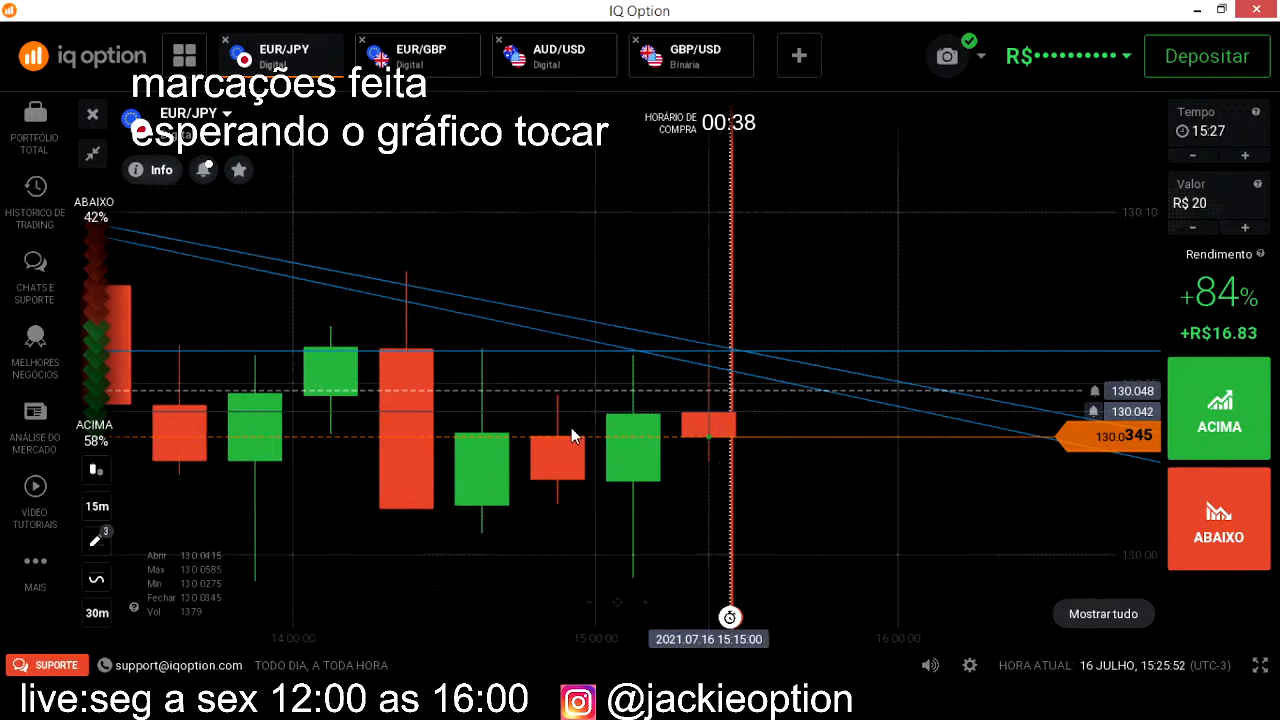 IQ Option
iq option
EUR/JPY
Digital
EUR/GBP
Digital
AUD/USD
Digital
GBP/USD
Binária
R$••••••••••
Depositar
marcações feita
esperando o gráfico tocar
PORTFÓLIO TOTAL
HISTÓRICO DE TRADING
CHATS E SUPORTE
MELHORES NEGÓCIOS
ANÁLISE DO MERCADO
VÍDEO TUTORIAIS
MAIS
EUR/JPY
Info
HORÁRIO DE COMPRA 00:38
ABAIXO
42%
ACIMA
58%
15m
3
30m
Abrir 130.0415
Máx 130.0585
Min 130.0275
Fechar 130.0345
Vol 1379
130.10
130.048
130.042
130.0345
130.00
14:00:00
15:00:00
16:00:00
2021.07.16 15:15:00
Mostrar tudo
Tempo
15:27
Valor
R$ 20
Rendimento
+84%
+R$16.83
ACIMA
ABAIXO
SUPORTE
support@iqoption.com
TODO DIA, A TODA HORA
HORA ATUAL: 16 JULHO, 15:25:52 (UTC-3)
live:seg a sex 12:00 as 16:00 @jackieoption